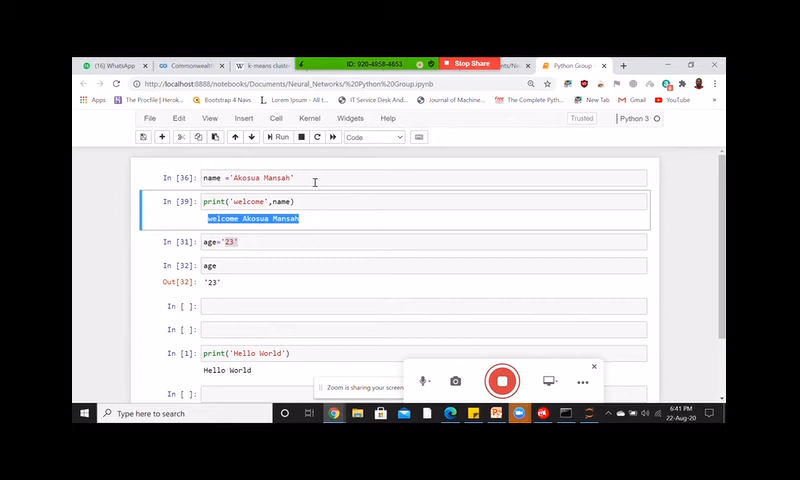 (16) WhatsApp
Commonwealth
k-means cluster
ID: 920-4958-4653
Stop Share
Python Group
http://localhost:8888/notebooks/Documents/Neural_Networks/%20Python%20Group.ipynb
Apps
The Procfile | Herok...
Bootstrap 4 Navs
Lorem Ipsum - All t...
IT Service Desk And...
Journal of Machine...
The Complete Pyth...
New Tab
Gmail
YouTube
File Edit View Insert Cell Kernel Widgets Help
Trusted
Python 3
Run
Code
In [36]: name ='Akosua Mansah'
In [39]: print('welcome',name)
welcome Akosua Mansah
In [31]: age='23'
In [32]: age
Out[32]: '23'
In [ ]:
In [ ]:
In [1]: print('Hello World')
Hello World
In [ ]:
Zoom is sharing your screen
Type here to search
6:41 PM
22-Aug-20